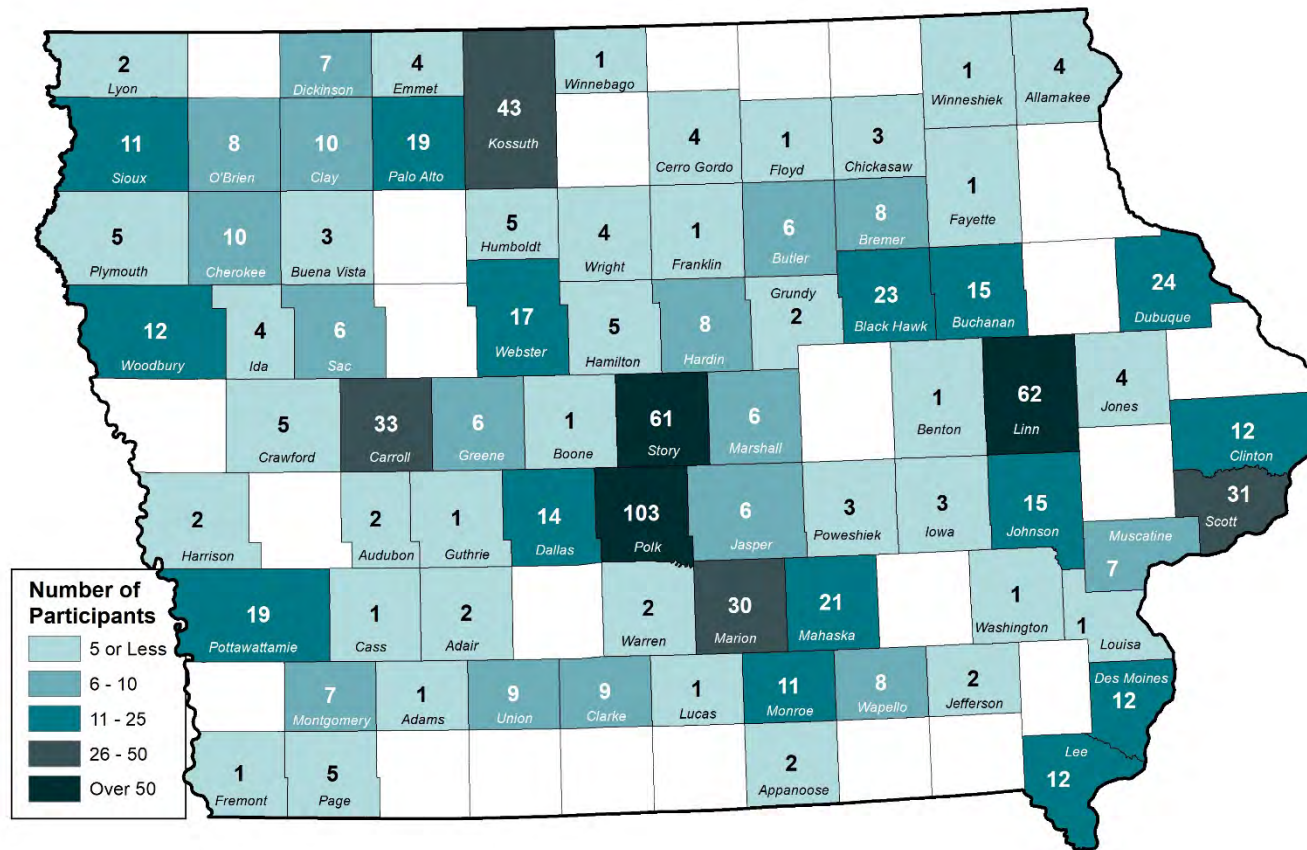 2
Lyon
7
Dickinson
4
Emmet
43
Kossuth
1
Winnebago
1
Winneshiek
4
Allamakee
11
Sioux
8
O'Brien
10
Clay
19
Palo Alto
4
Cerro Gordo
1
Floyd
3
Chickasaw
1
Fayette
5
Plymouth
10
Cherokee
3
Buena Vista
5
Humboldt
4
Wright
1
Franklin
6
Butler
8
Bremer
12
Woodbury
4
Ida
6
Sac
17
Webster
5
Hamilton
8
Hardin
Grundy
2
23
Black Hawk
15
Buchanan
24
Dubuque
5
Crawford
33
Carroll
6
Greene
1
Boone
61
Story
6
Marshall
1
Benton
62
Linn
4
Jones
12
Clinton
2
Harrison
2
Audubon
1
Guthrie
14
Dallas
103
Polk
6
Jasper
3
Poweshiek
3
Iowa
15
Johnson
Muscatine
7
31
Scott
19
Pottawattamie
1
Cass
2
Adair
2
Warren
30
Marion
21
Mahaska
1
Washington
1
Louisa
7
Montgomery
1
Adams
9
Union
9
Clarke
1
Lucas
11
Monroe
8
Wapello
2
Jefferson
Des Moines
12
1
Fremont
5
Page
2
Appanoose
Lee
12
Number of
Participants
5 or Less
6 - 10
11 - 25
26 - 50
Over 50